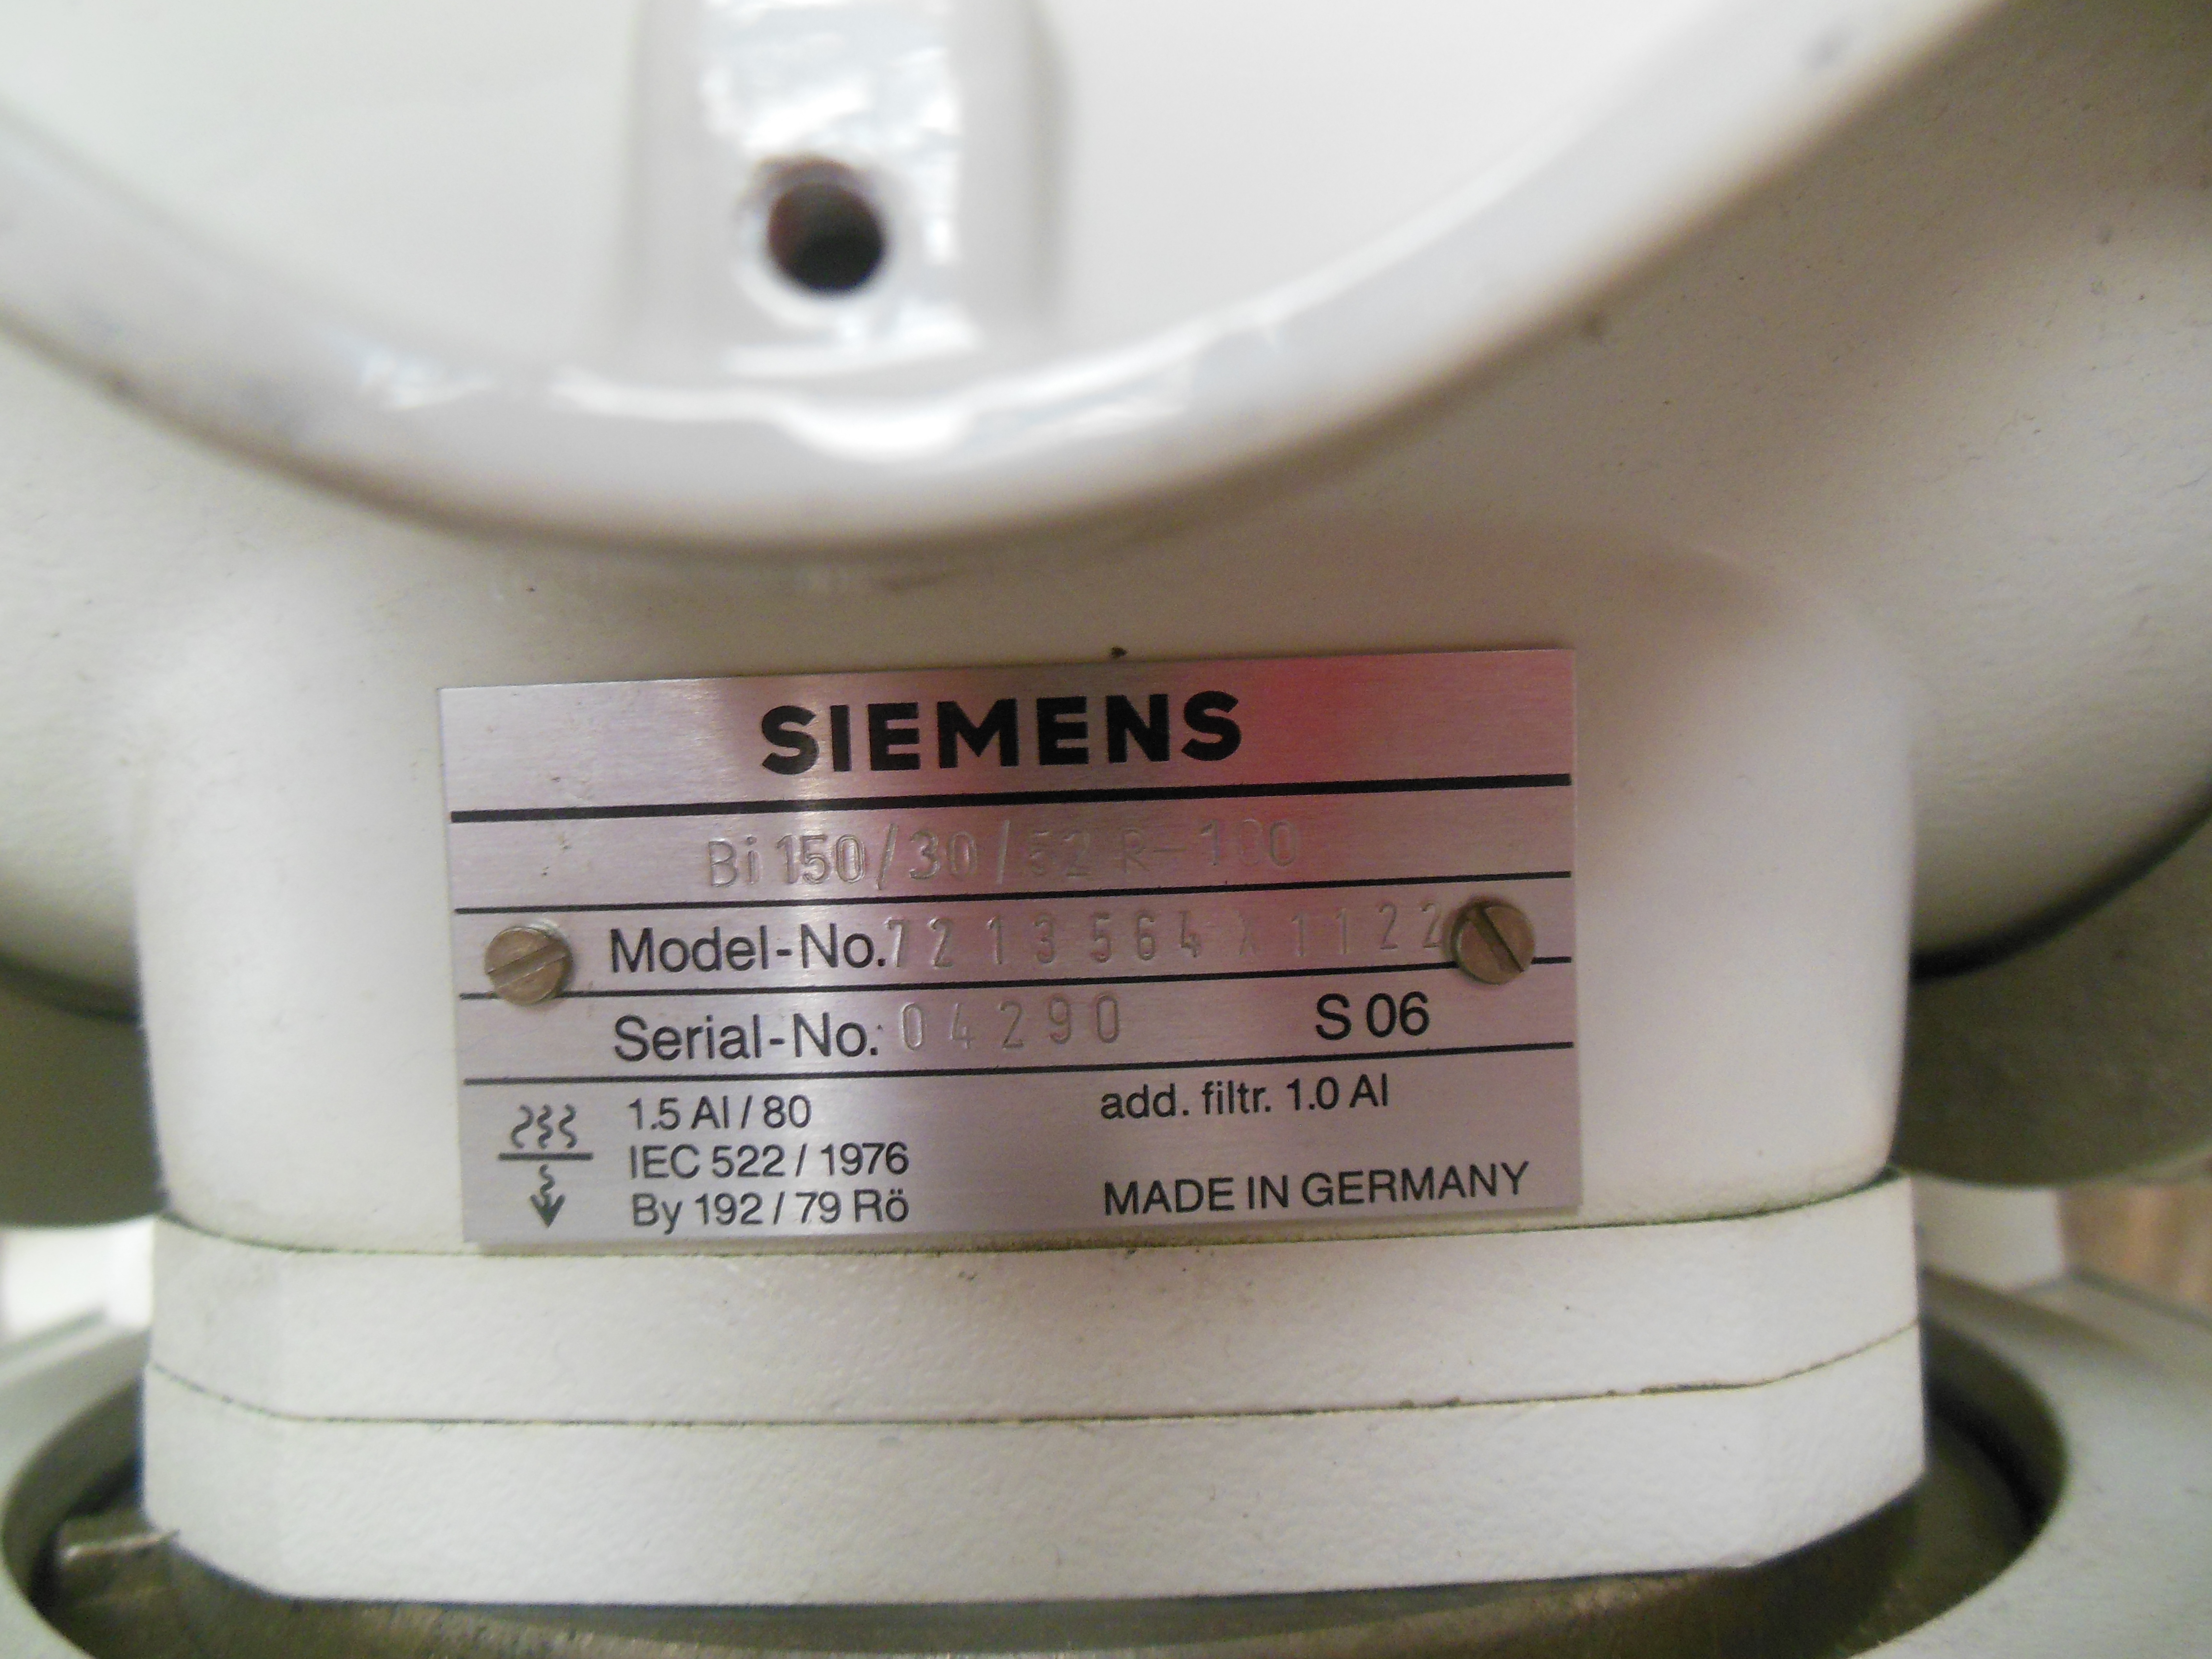 SIEMENS
Bi 150/30/52 R-100
Model-No. 7213564 X 1122
Serial-No: 04290 S 06
1.5 Al / 80 add. filtr. 1.0 Al
IEC 522 / 1976
By 192 / 79 Rö MADE IN GERMANY